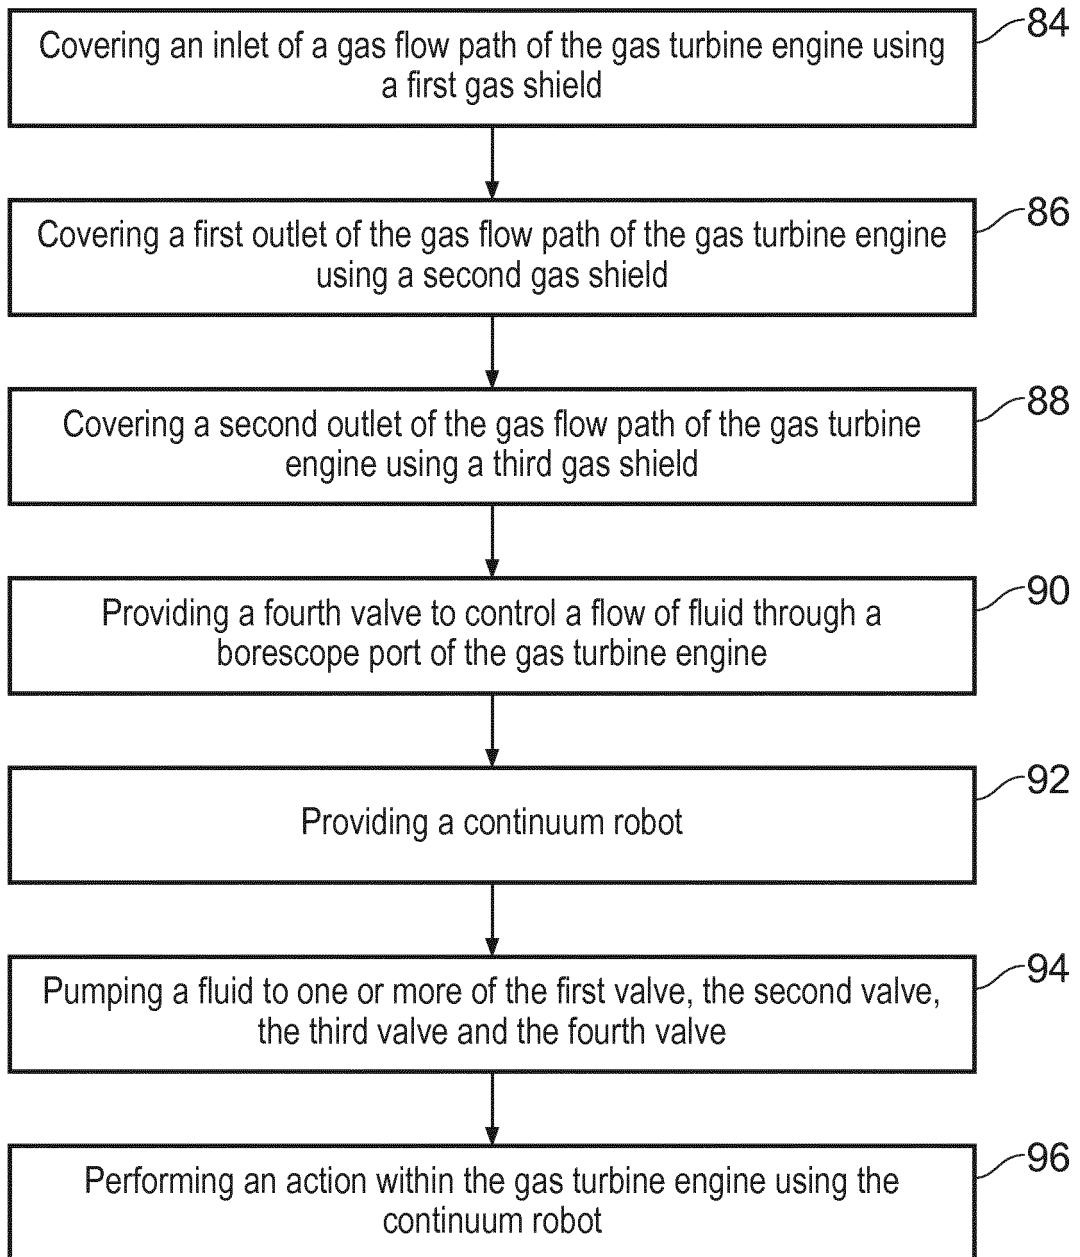 84
Covering an inlet of a gas flow path of the gas turbine engine using
a first gas shield
86
Covering a first outlet of the gas flow path of the gas turbine engine
using a second gas shield
88
Covering a second outlet of the gas flow path of the gas turbine
engine using a third gas shield
90
Providing a fourth valve to control a flow of fluid through a
borescope port of the gas turbine engine
92
Providing a continuum robot
94
Pumping a fluid to one or more of the first valve, the second valve,
the third valve and the fourth valve
96
Performing an action within the gas turbine engine using the
continuum robot